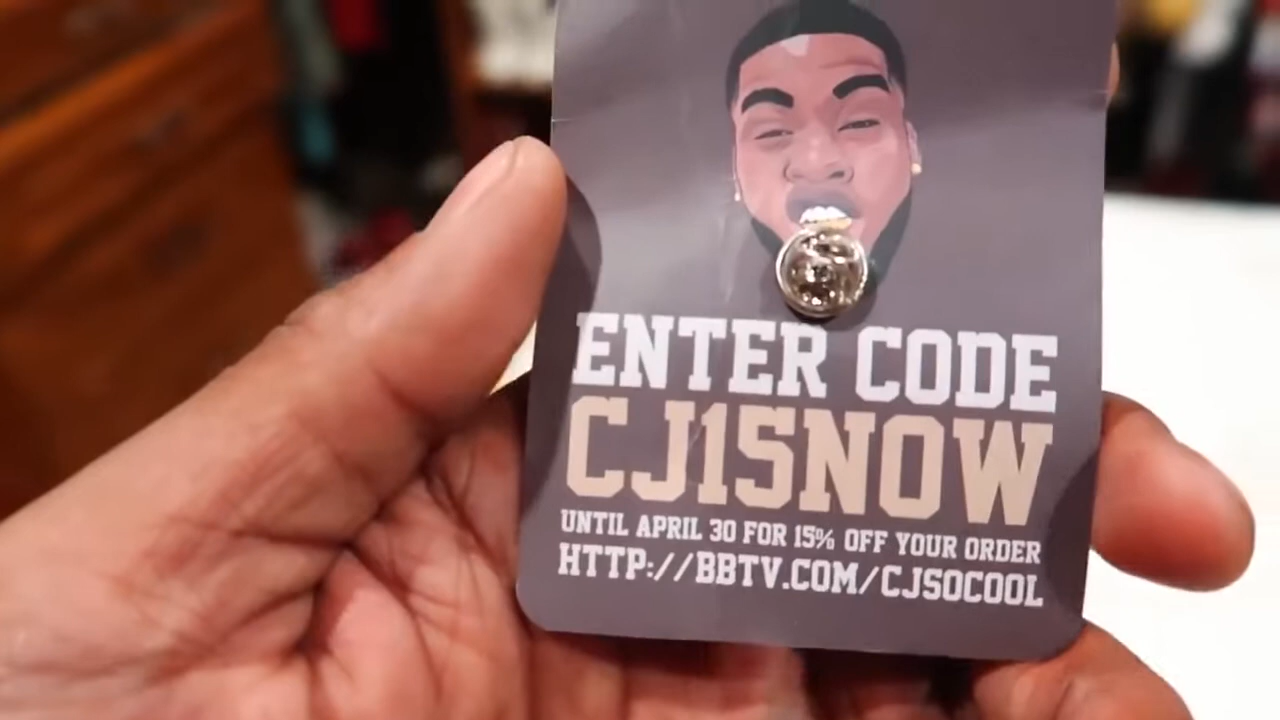 ENTER CODE
CJ15NOW
UNTIL APRIL 30 FOR 15% OFF YOUR ORDER
HTTP://BBTV.COM/CJSOCOOL